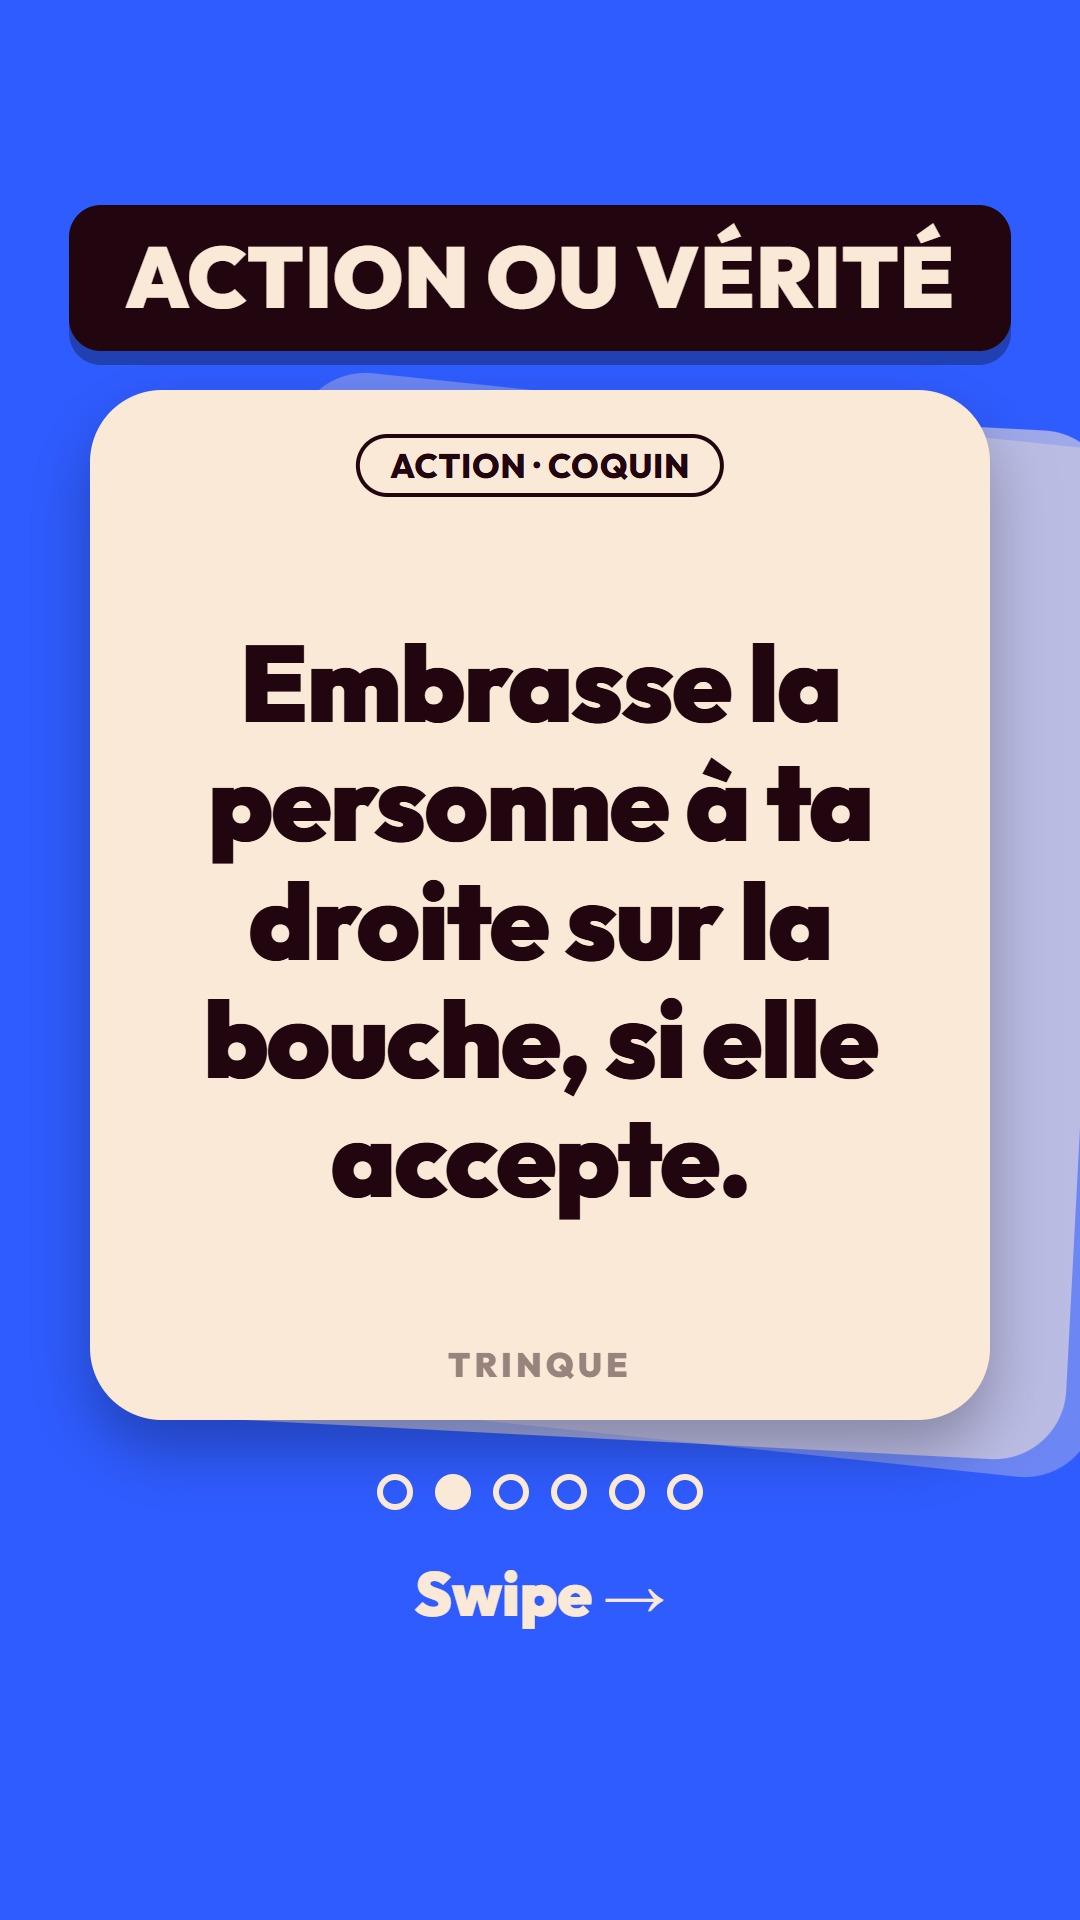 ACTION OU VÉRITÉ
ACTION · COQUIN
Embrasse la
personne à ta
droite sur la
bouche, si elle
accepte.
TRINQUE
Swipe →